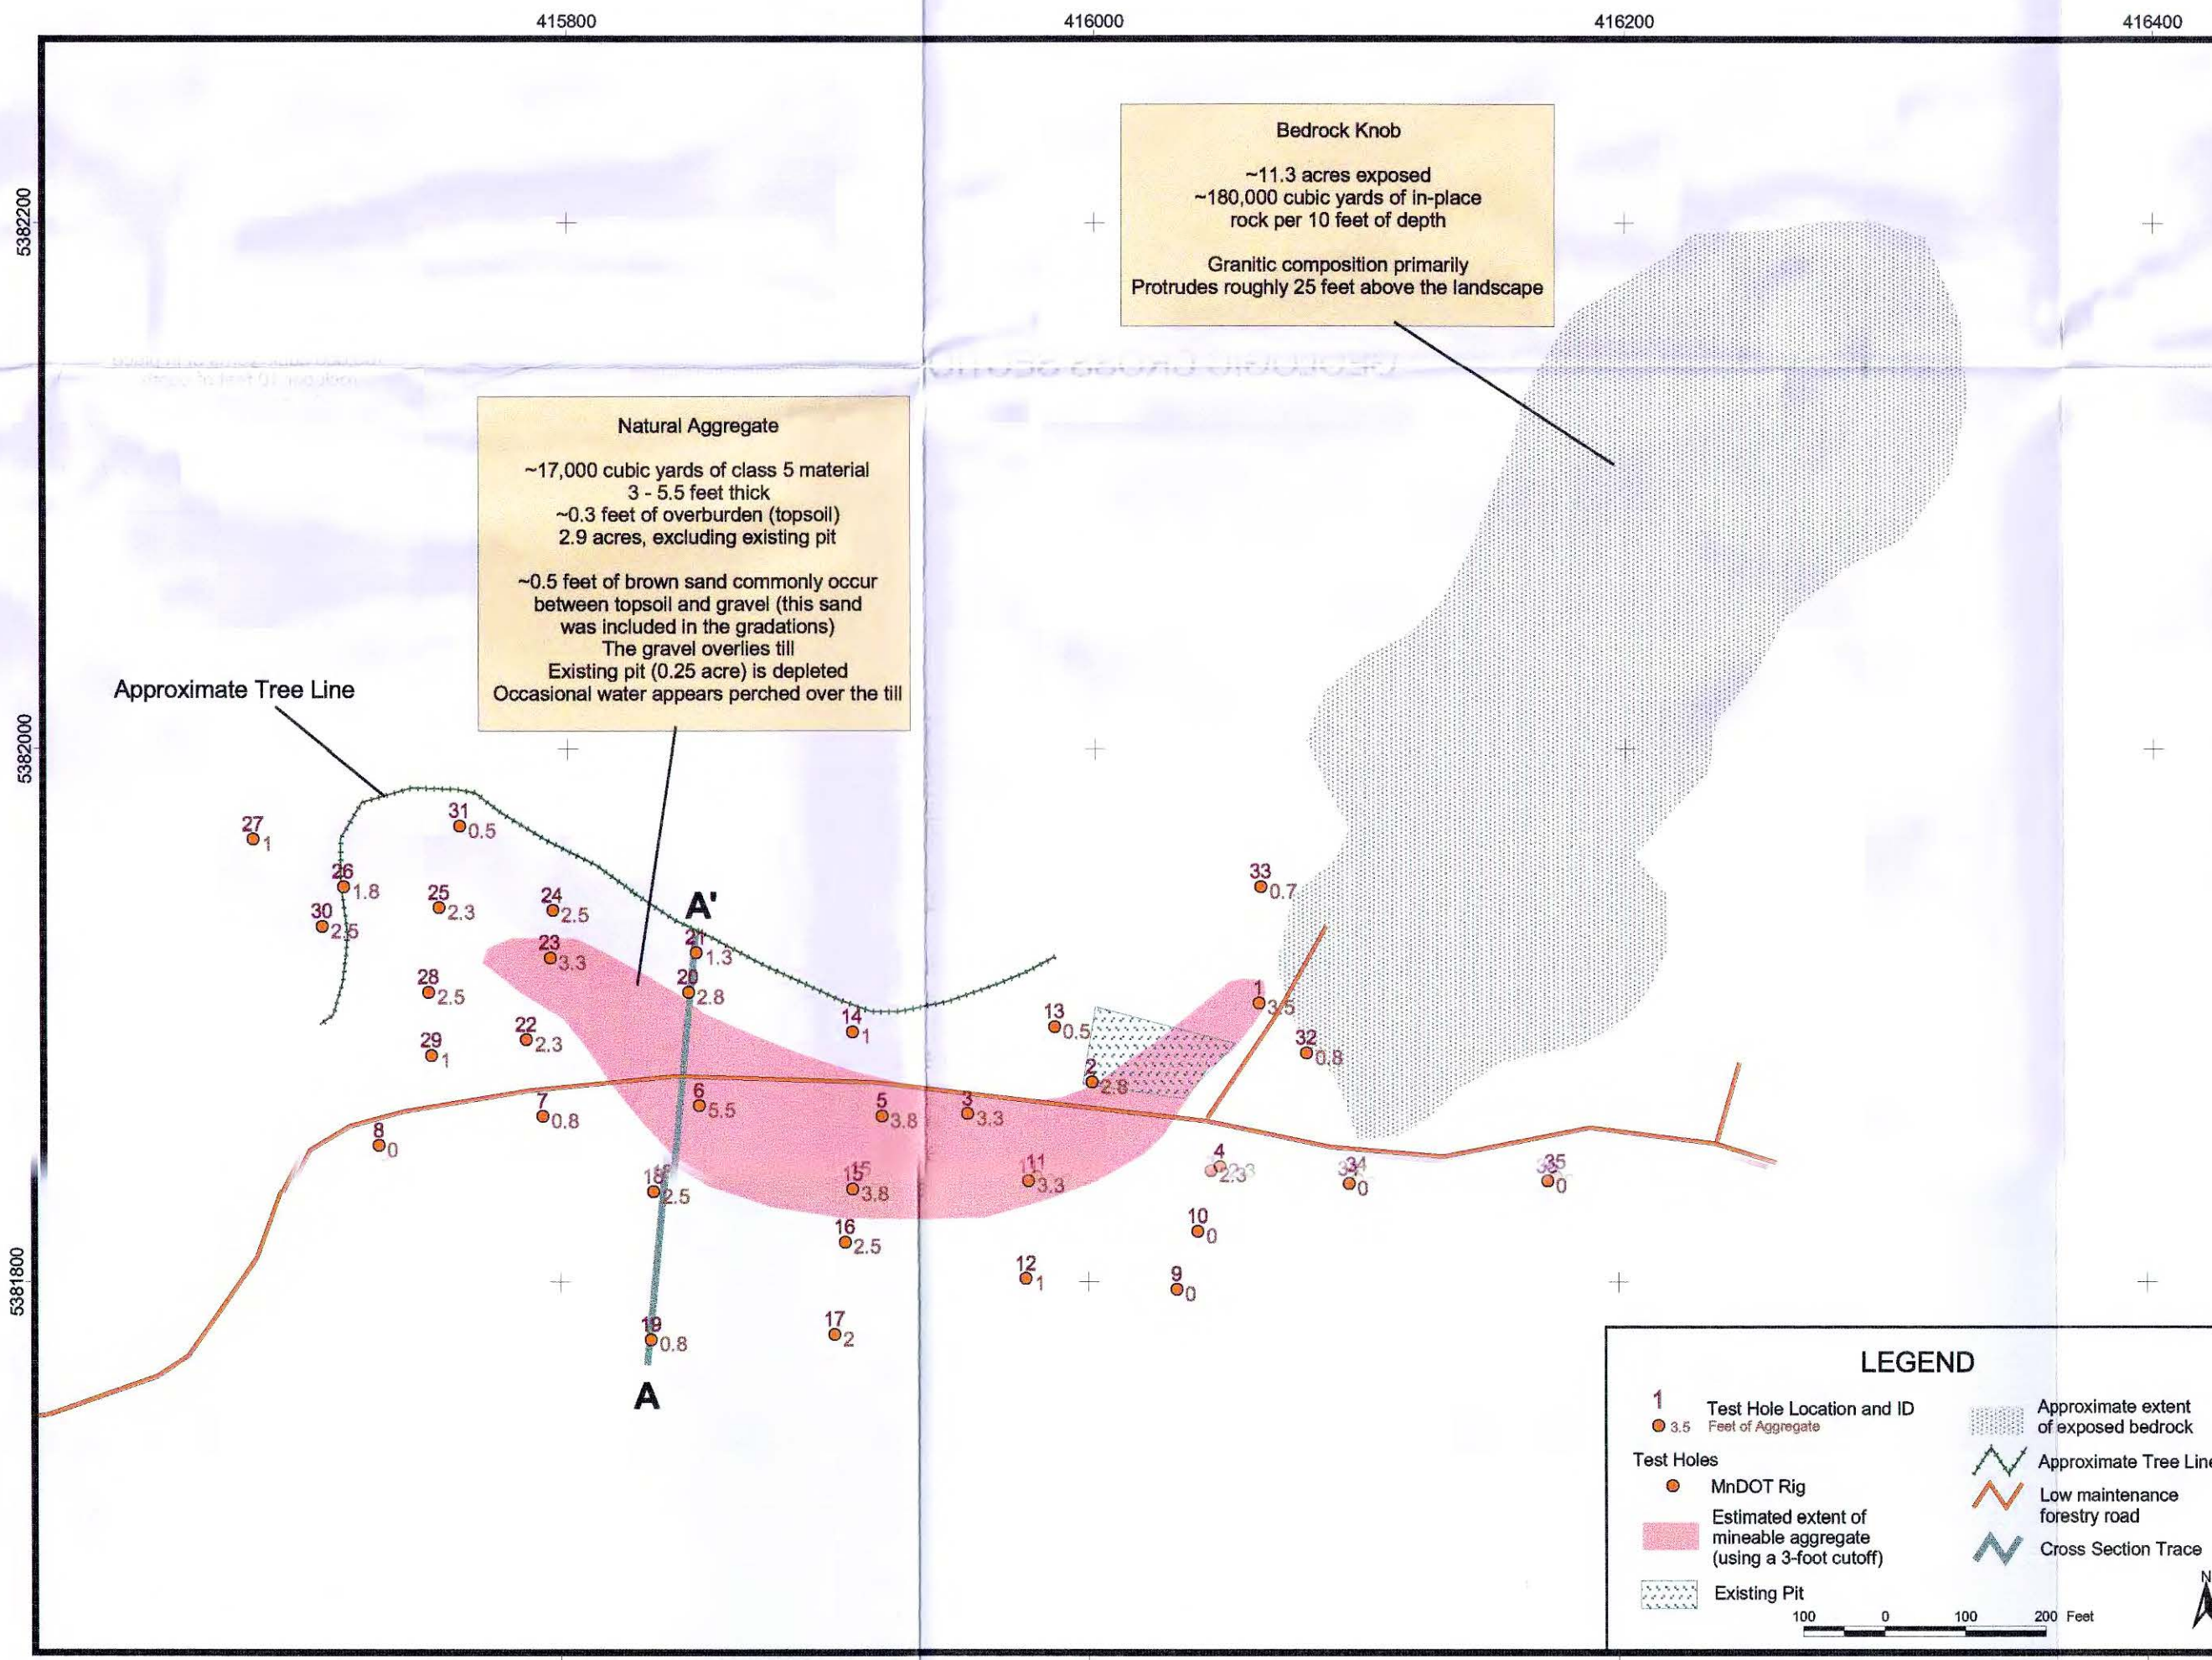 415800
416000
416200
416400
5382200
5382000
5381800
Bedrock Knob
~11.3 acres exposed
~180,000 cubic yards of in-place
rock per 10 feet of depth
Granitic composition primarily
Protrudes roughly 25 feet above the landscape
Natural Aggregate
~17,000 cubic yards of class 5 material
3 - 5.5 feet thick
~0.3 feet of overburden (topsoil)
2.9 acres, excluding existing pit
~0.5 feet of brown sand commonly occur
between topsoil and gravel (this sand
was included in the gradations)
The gravel overlies till
Existing pit (0.25 acre) is depleted
Occasional water appears perched over the till
Approximate Tree Line
27
1
31
0.5
26
1.8
30
2.5
25
2.3
24
2.5
23
3.3
A'
21
1.3
20
2.8
28
2.5
29
1
22
2.3
14
1
13
0.5
33
0.7
1
3.5
32
0.8
2
2.8
8
0
7
0.8
6
5.5
5
3.8
3
3.3
18
2.5
15
3.8
11
3.3
4
2.3
34
0
35
0
16
2.5
10
0
12
1
9
0
19
0.8
17
2
A
LEGEND
1
3.5
Test Hole Location and ID
Feet of Aggregate
Test Holes
MnDOT Rig
Estimated extent of
mineable aggregate
(using a 3-foot cutoff)
Existing Pit
Approximate extent
of exposed bedrock
Approximate Tree Line
Low maintenance
forestry road
Cross Section Trace
N
100 0 100 200 Feet